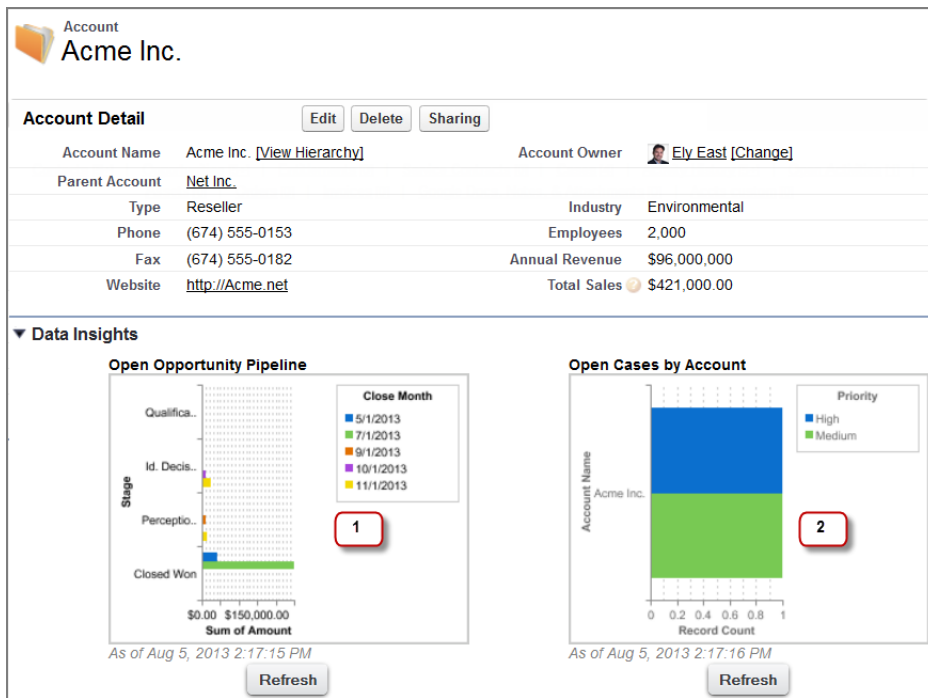 Account
Acme Inc.
Account Detail Edit Delete Sharing
Account Name Acme Inc. [View Hierarchy] Account Owner Ely East [Change]
Parent Account Net Inc.
Type Reseller Industry Environmental
Phone (674) 555-0153 Employees 2,000
Fax (674) 555-0182 Annual Revenue $96,000,000
Website http://Acme.net Total Sales ? $421,000.00
Data Insights
Open Opportunity Pipeline
Stage
Qualifica..
Id. Decis..
Perceptio..
Closed Won
$0.00 $150,000.00
Sum of Amount
Close Month
5/1/2013
7/1/2013
9/1/2013
10/1/2013
11/1/2013
1
As of Aug 5, 2013 2:17:15 PM
Refresh
Open Cases by Account
Account Name
Acme Inc.
0 0.2 0.4 0.6 0.8 1
Record Count
Priority
High
Medium
2
As of Aug 5, 2013 2:17:16 PM
Refresh